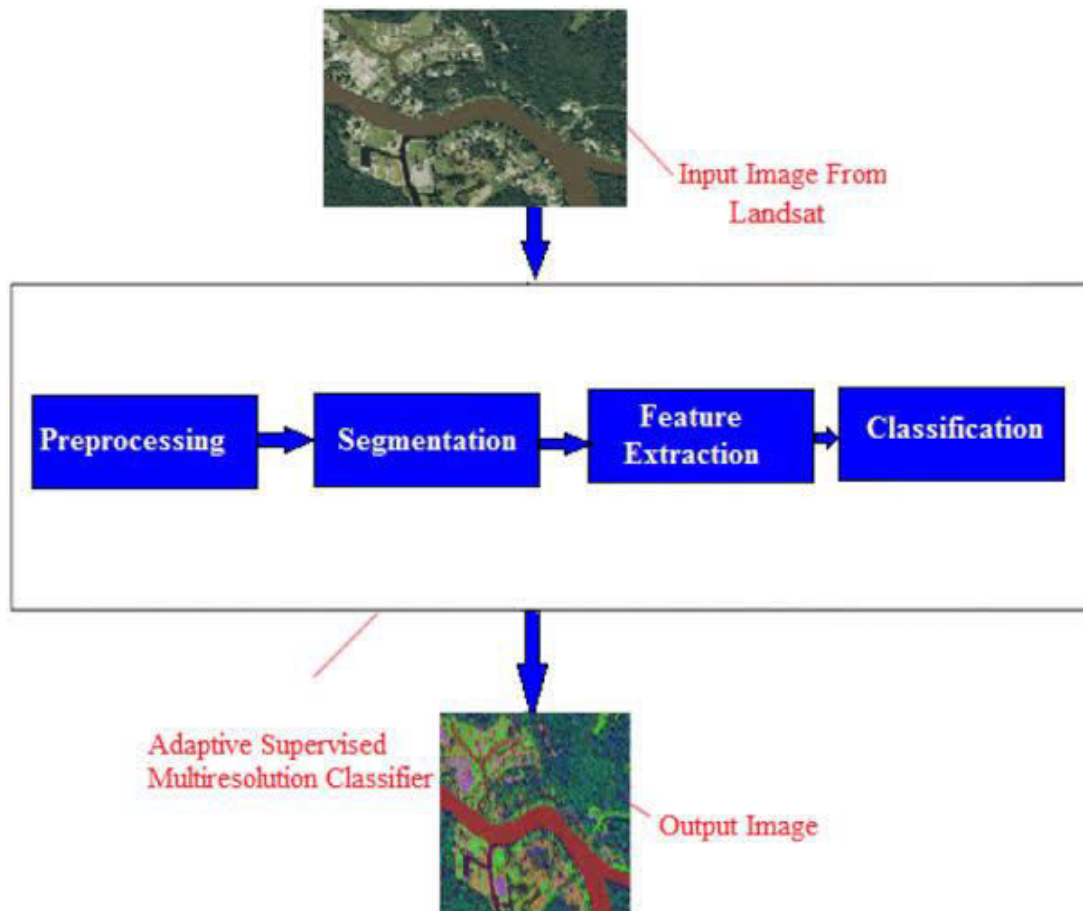 Input Image From
Landsat
Preprocessing
Segmentation
Feature
Extraction
Classification
Adaptive Supervised
Multiresolution Classifier
Output Image